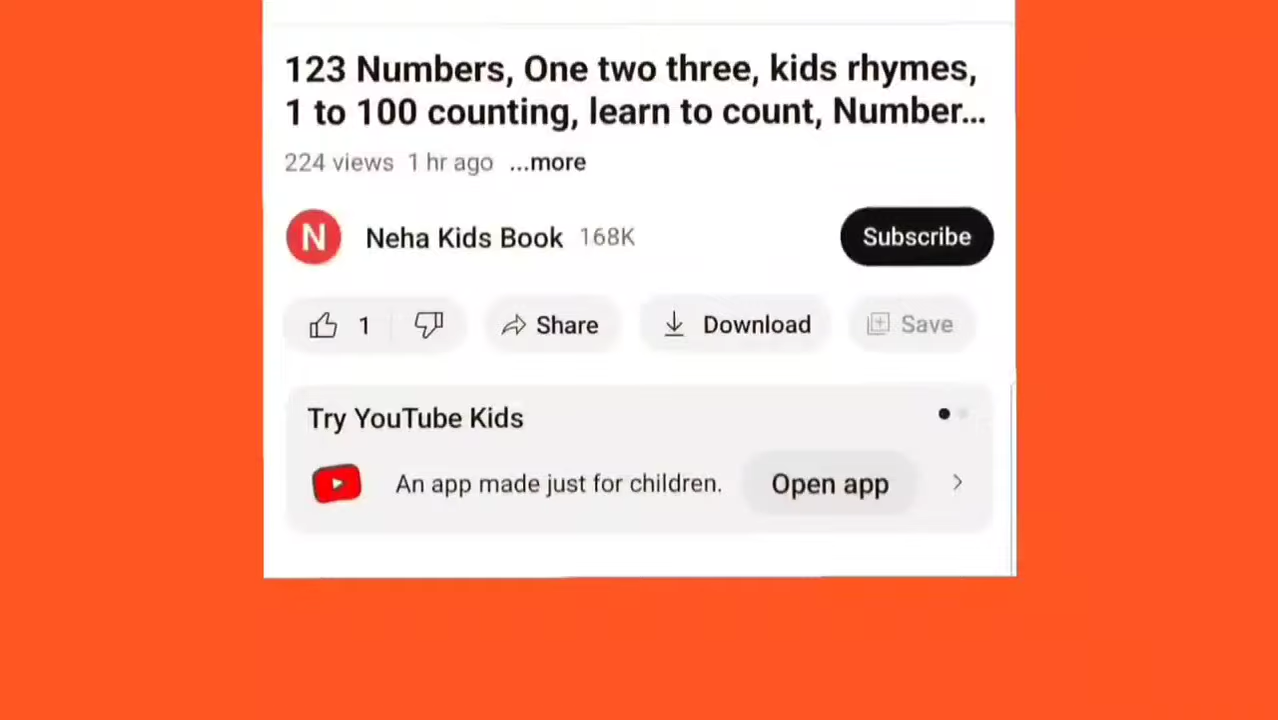 123 Numbers, One two three, kids rhymes,
1 to 100 counting, learn to count, Number...
224 views 1 hr ago ...more
N Neha Kids Book 168K Subscribe
1 Share Download Save
Try YouTube Kids
An app made just for children. Open app